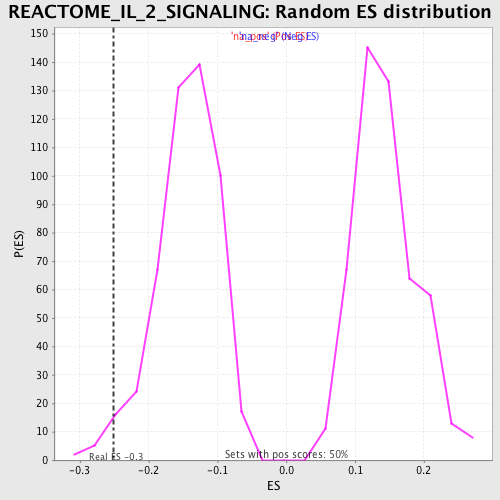 REACTOME_IL_2_SIGNALING: Random ES distribution
150
140
130
120
110
100
90
80
70
60
50
40
30
20
10
0
P(ES)
Real ES -0.3
Sets with pos scores: 50%
-0.3 -0.2 -0.1 0.0 0.1 0.2
ES